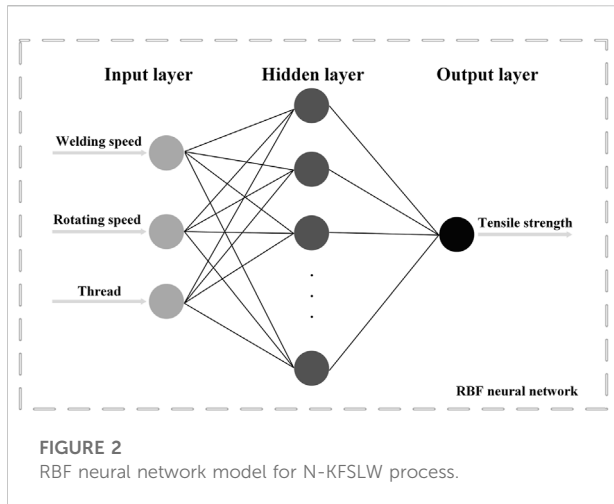 Input layer Hidden layer Output layer
Welding speed
Rotating speed
Tensile strength
Thread
RBF neural network
FIGURE 2
RBF neural network model for N-KFSLW process.